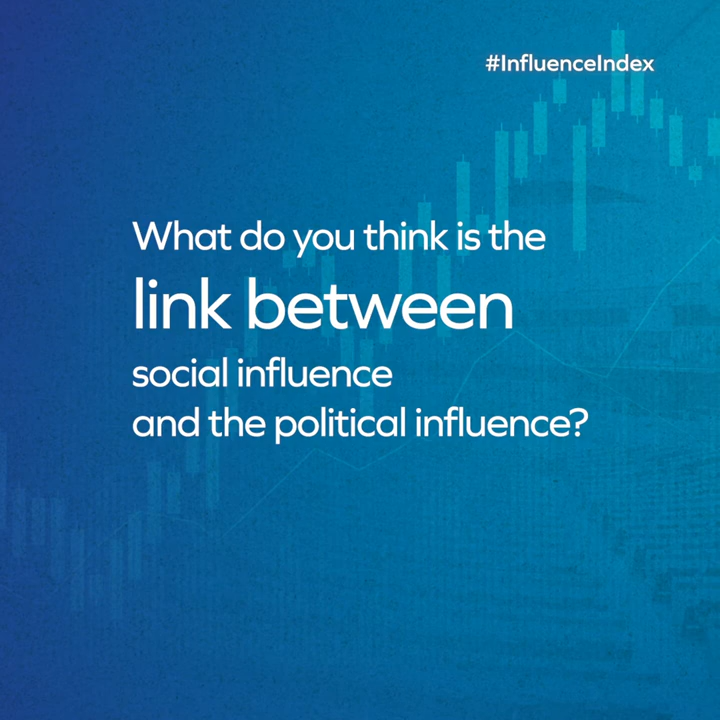 #InfluenceIndex
What do you think is the
link between
social influence
and the political influence?